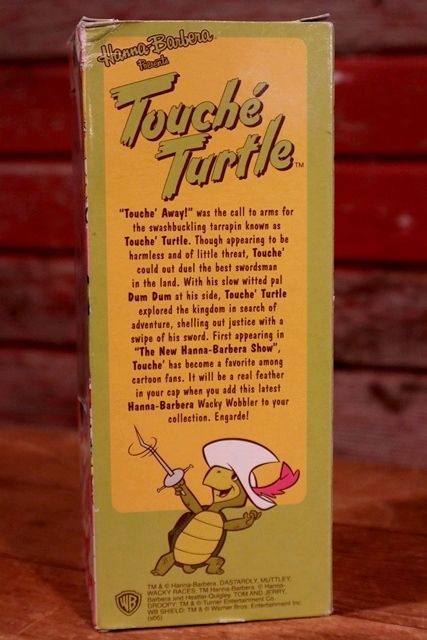 Hanna-Barbera
Presents
Touché
Turtle™
"Touche' Away!" was the call to arms for
the swashbuckling tarrapin known as
Touche' Turtle. Though appearing to be
harmless and of little threat, Touche'
could out duel the best swordsman
in the land. With his slow witted pal
Dum Dum at his side, Touche' Turtle
explored the kingdom in search of
adventure, shelling out justice with a
swipe of his sword. First appearing in
"The New Hanna-Barbera Show",
Touche' has become a favorite among
cartoon fans. It will be a real feather
in your cap when you add this latest
Hanna-Barbera Wacky Wobbler to your
collection. Engarde!
WB
TM & © Hanna-Barbera. DASTARDLY, MUTTLEY,
WACKY RACES: TM Hanna-Barbera. © Hanna-
Barbera and Heatter-Quigley. TOM AND JERRY,
DROOPY: TM & © Turner Entertainment Co.
WB SHIELD: TM & © Warner Bros. Entertainment Inc.
(s05)